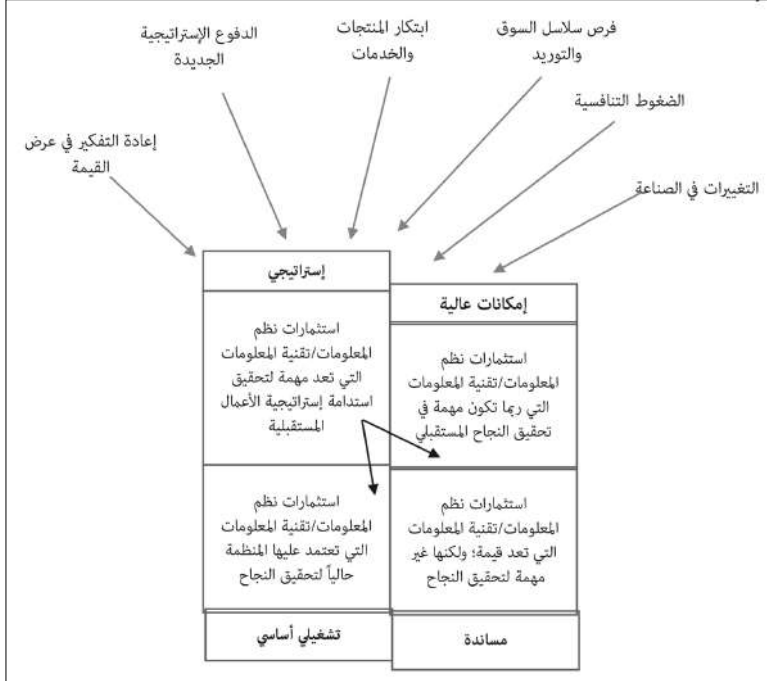 فرص سلاسل السوق
والتوريد
ابتكار المنتجات
والخدمات
الدفوع الإستراتيجية
الجديدة
الضغوط التنافسية
إعادة التفكير في عرض
القيمة
التغييرات في الصناعة
إستراتيجي
إمكانات عالية
استثمارات نظم
المعلومات/تقنية المعلومات
التي تعد مهمة لتحقيق
استدامة إستراتيجية الأعمال
المستقبلية
استثمارات نظم
المعلومات/تقنية المعلومات
التي ربما تكون مهمة في
تحقيق النجاح المستقبلي
استثمارات نظم
المعلومات/تقنية المعلومات
التي تعتمد عليها المنظمة
حالياً لتحقيق النجاح
استثمارات نظم
المعلومات/تقنية المعلومات
التي تعد قيمة؛ ولكنها غير
مهمة لتحقيق النجاح
تشغيلي أساسي
مساندة